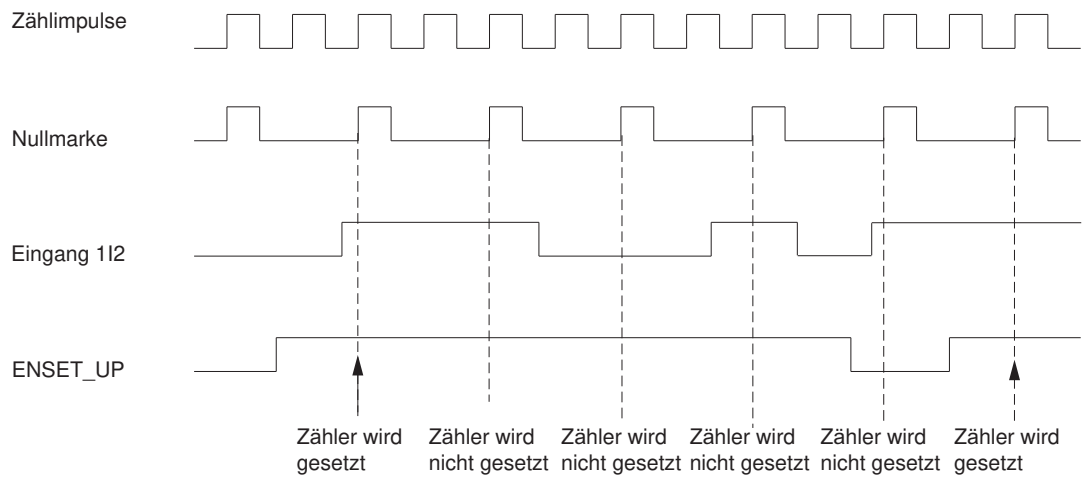 Zählimpulse
Nullmarke
Eingang 1I2
ENSET_UP
Zähler wird
gesetzt
Zähler wird
nicht gesetzt
Zähler wird
nicht gesetzt
Zähler wird
nicht gesetzt
Zähler wird
nicht gesetzt
Zähler wird
gesetzt